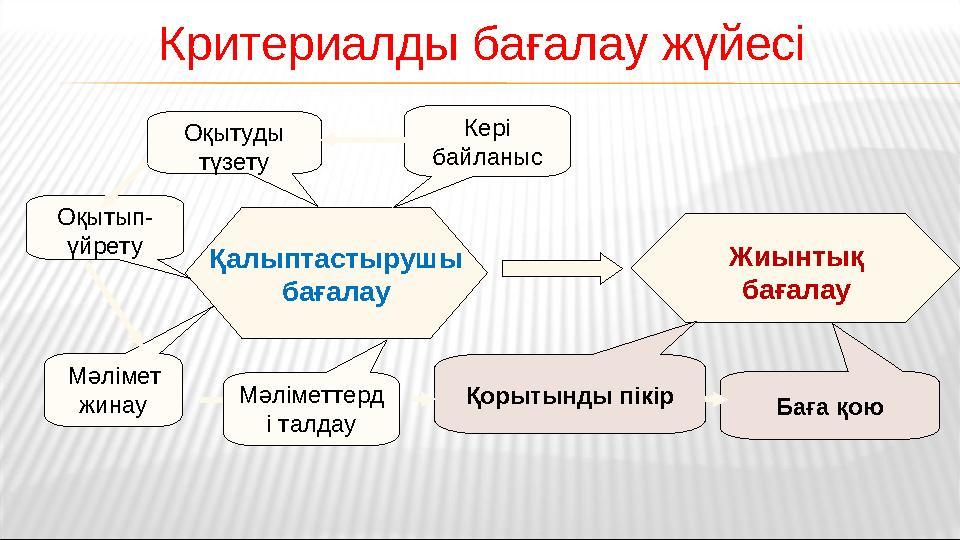 Критериалды бағалау жүйесі
Оқытуды
түзету
Кері
байланыс
Оқытып-
үйрету
Қалыптастырушы
бағалау
Жиынтық
бағалау
Мәлімет
жинау
Мәліметтерд
і талдау
Қорытынды пікір
Баға қою